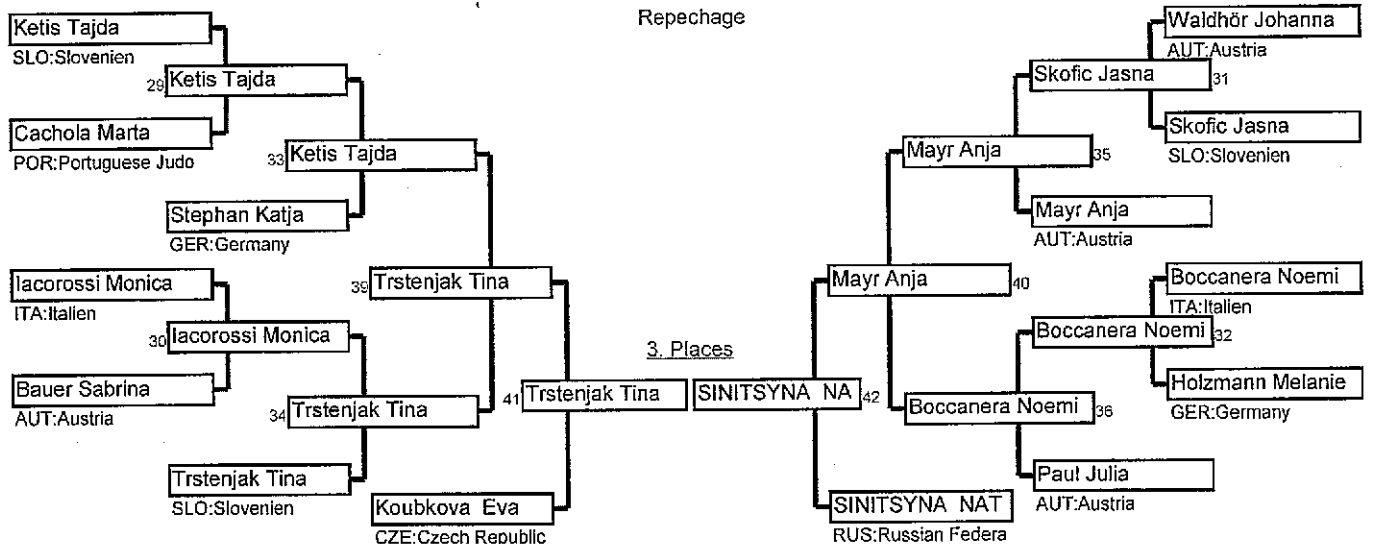 Repechage
Ketis Tajda
SLO:Slovenien
29 Ketis Tajda
Cachola Marta
POR:Portuguese Judo
33 Ketis Tajda
Stephan Katja
GER:Germany
39 Trstenjak Tina
Iacorossi Monica
ITA:Italien
30 Iacorossi Monica
Bauer Sabrina
AUT:Austria
34 Trstenjak Tina
Trstenjak Tina
SLO:Slovenien
41 Trstenjak Tina
Koubkova Eva
CZE:Czech Republic
3. Places
Waldhör Johanna
AUT:Austria
Skofic Jasna 31
Skofic Jasna
SLO:Slovenien
Mayr Anja 35
Mayr Anja
AUT:Austria
Mayr Anja 40
Boccanera Noemi
ITA:Italien
Boccanera Noemi 32
Holzmann Melanie
GER:Germany
Boccanera Noemi 36
Paul Julia
AUT:Austria
SINITSYNA NA 42
SINITSYNA NAT
RUS:Russian Federa